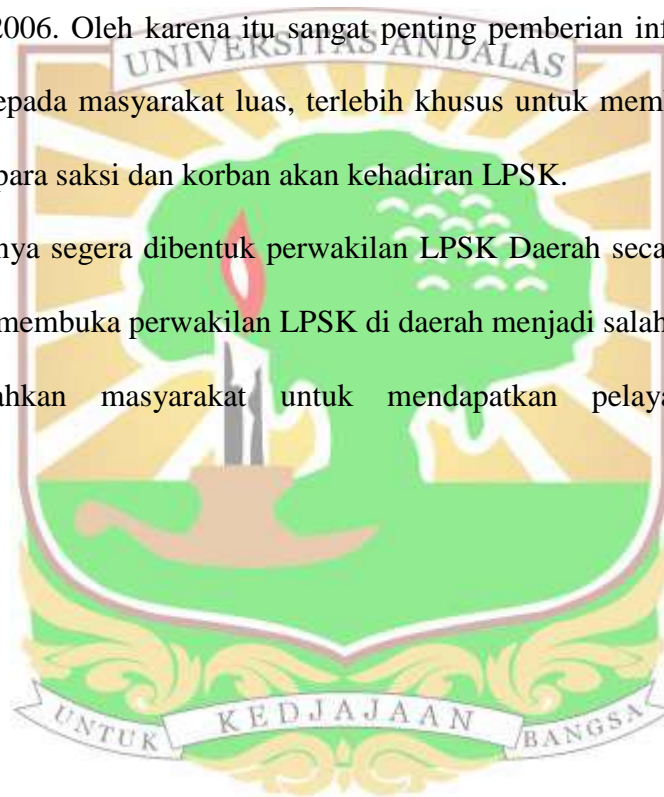 2006. Oleh karena itu sangat penting pemberian inf
UNIVERSITAS ANDALAS
epada masyarakat luas, terlebih khusus untuk mem
para saksi dan korban akan kehadiran LPSK.
nya segera dibentuk perwakilan LPSK Daerah seca
membuka perwakilan LPSK di daerah menjadi salah
ahkan masyarakat untuk mendapatkan pelaya
UNTUK KEDJAJAAN BANGSA